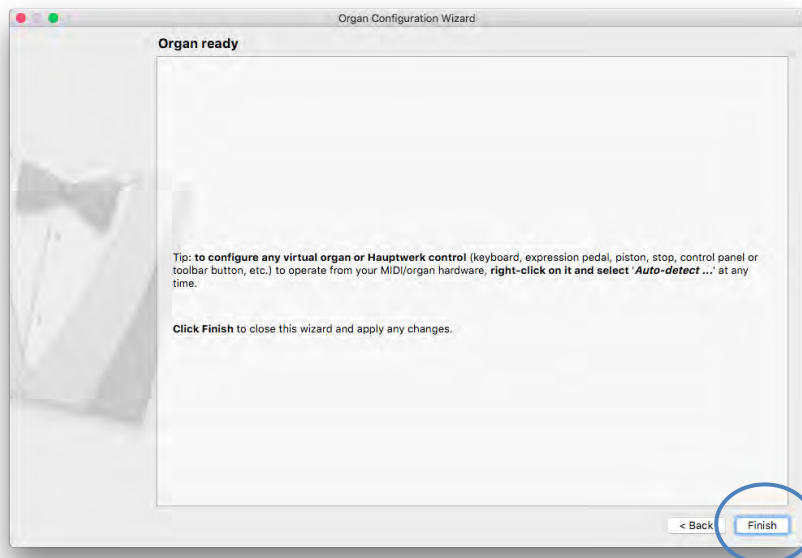 Organ Configuration Wizard
Organ ready
Tip: to configure any virtual organ or Hauptwerk control (keyboard, expression pedal, piston, stop, control panel or
toolbar button, etc.) to operate from your MIDI/organ hardware, right-click on it and select 'Auto-detect ...' at any
time.
Click Finish to close this wizard and apply any changes.
< Back
Finish